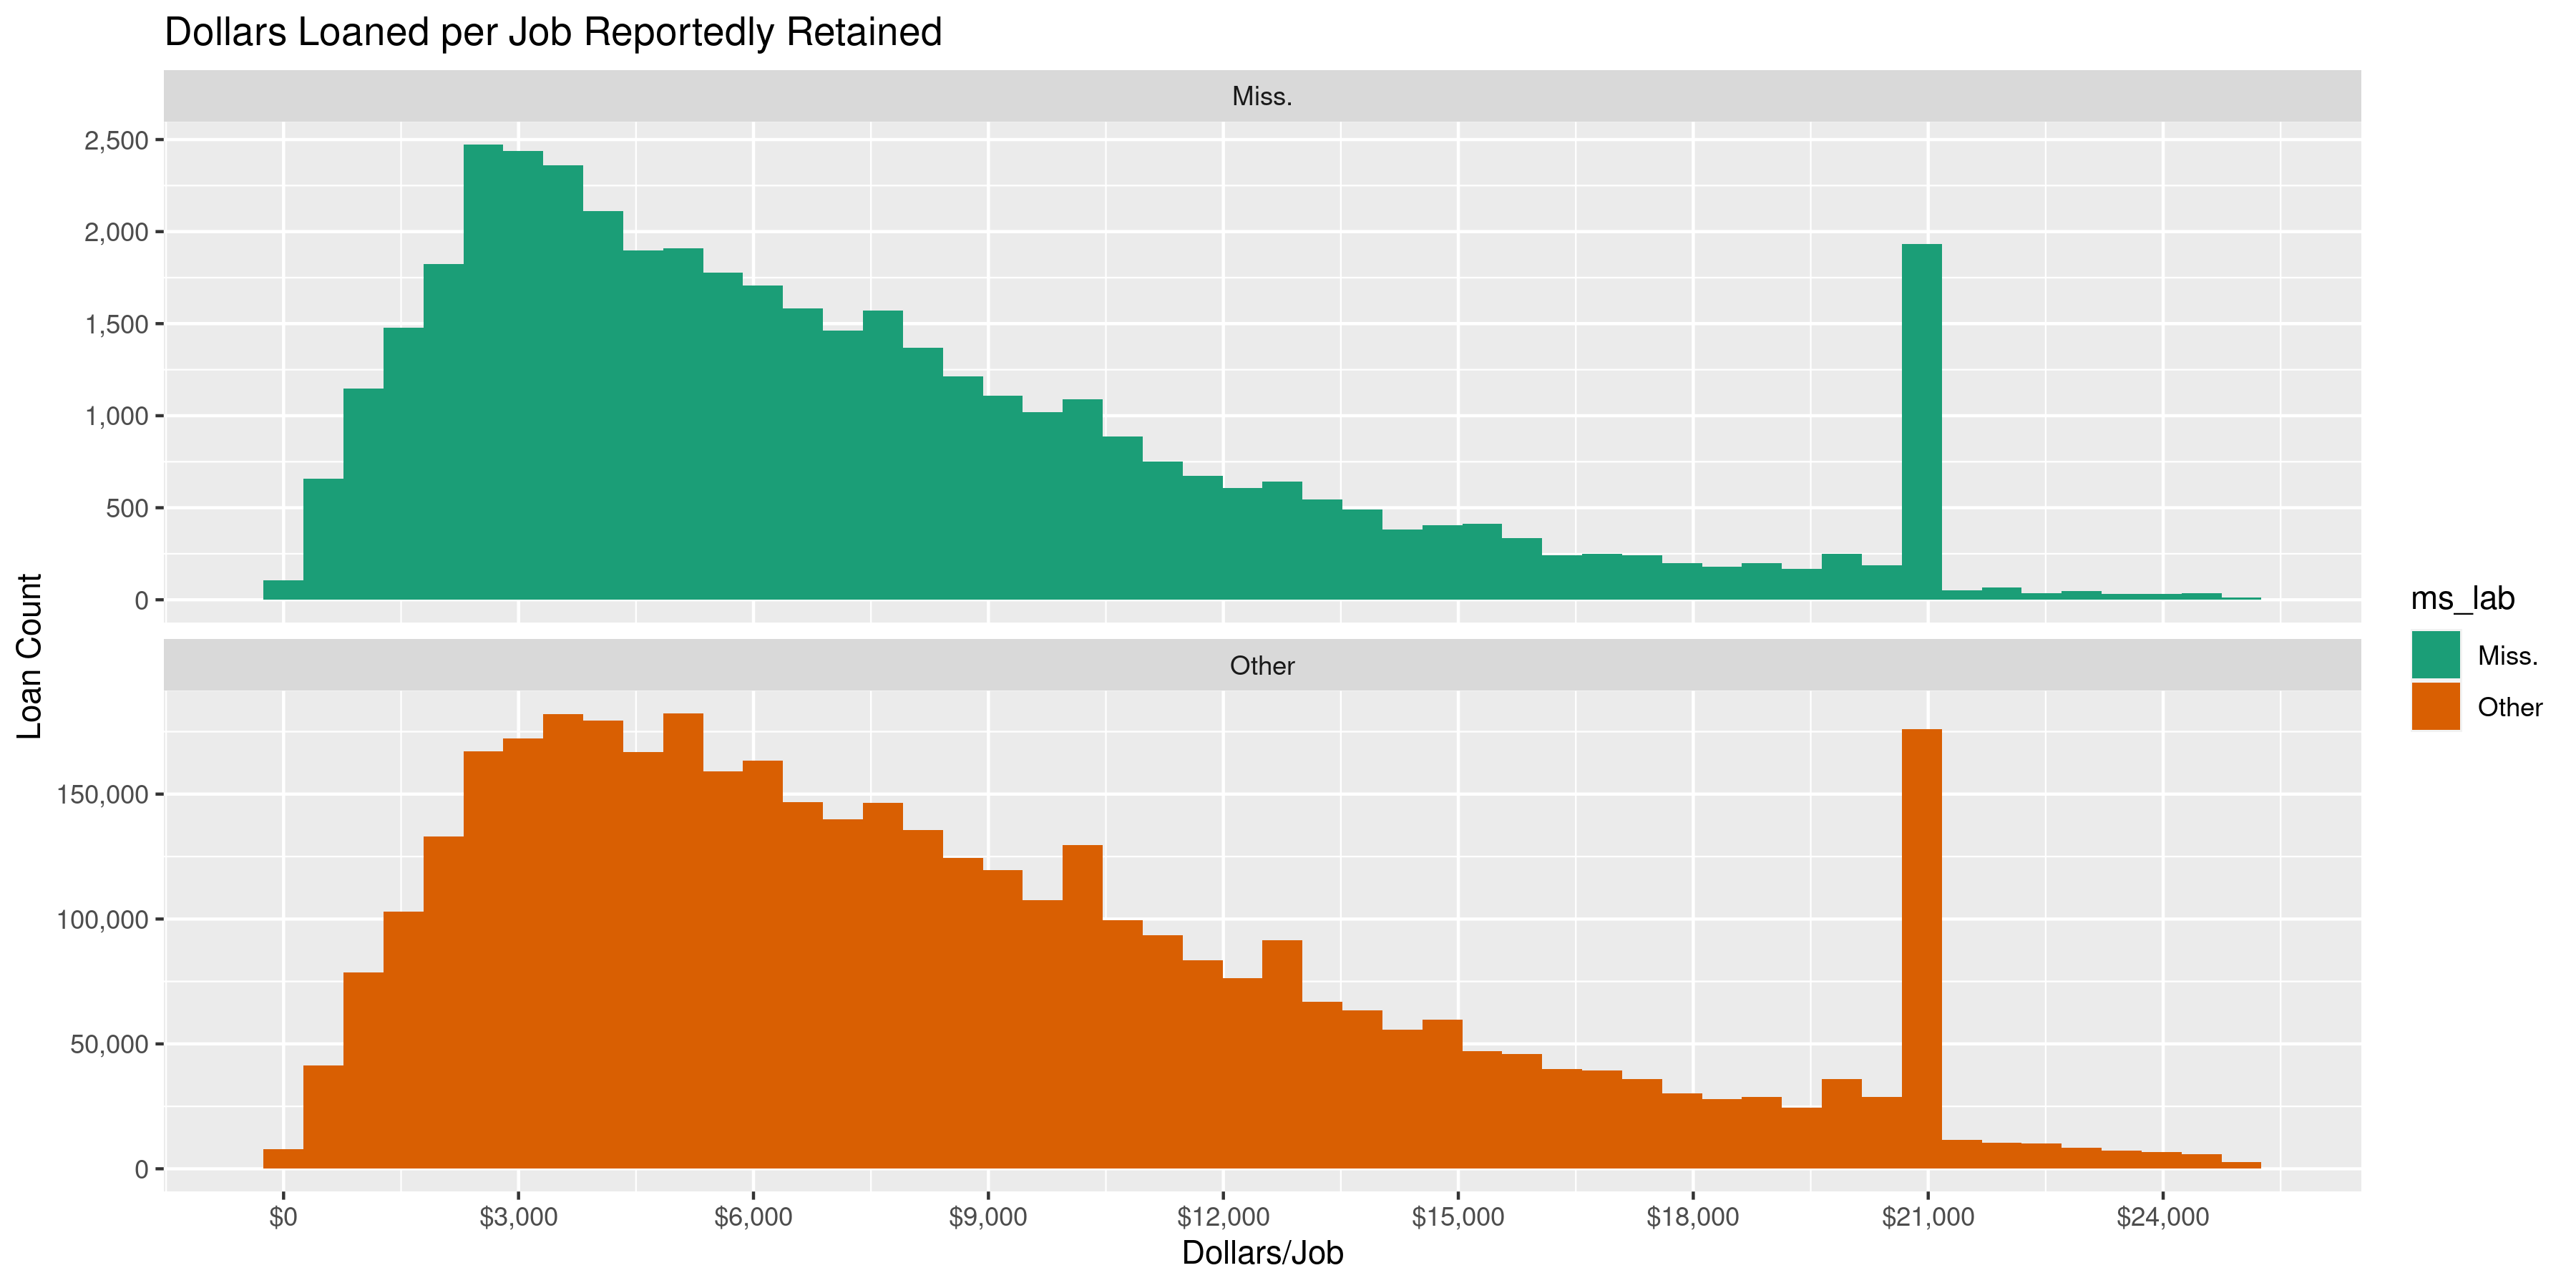 Dollars Loaned per Job Reportedly Retained
Miss.
2,500
2,000
1,500
1,000
500
0
Other
150,000
100,000
50,000
0
$0 $3,000 $6,000 $9,000 $12,000 $15,000 $18,000 $21,000 $24,000
Dollars/Job
Loan Count
ms_lab
Miss.
Other